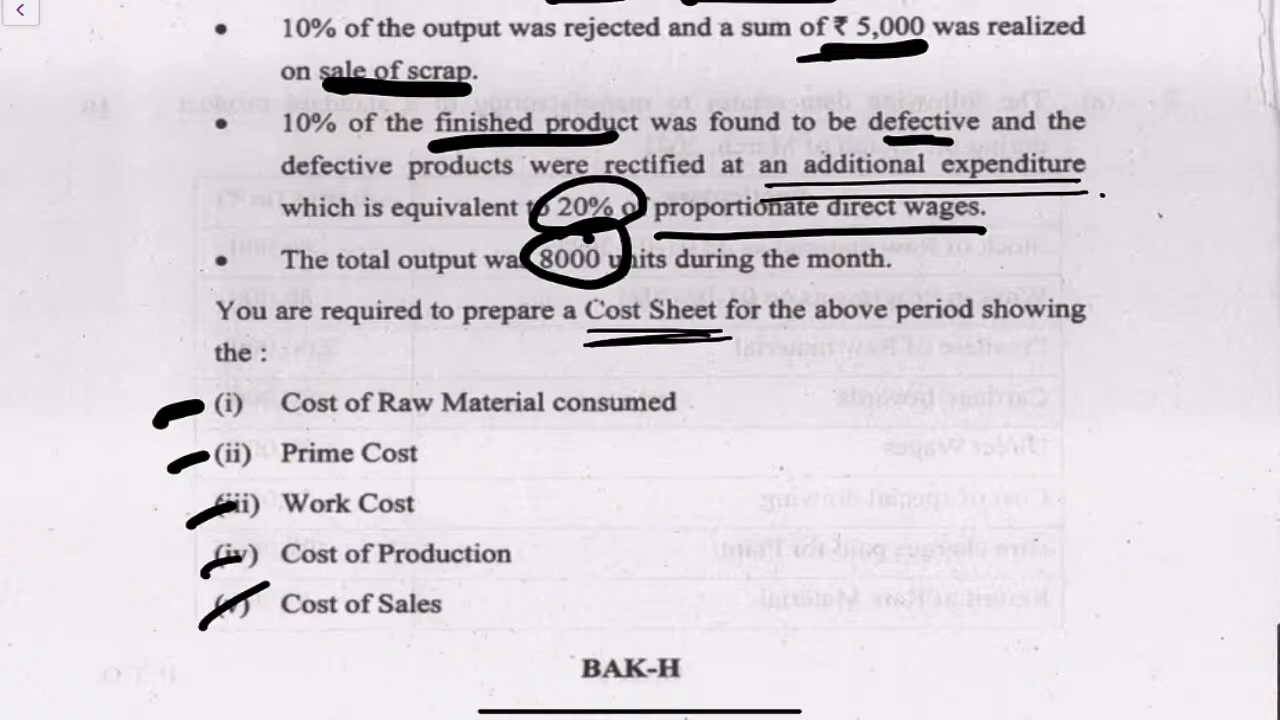 • 10% of the output was rejected and a sum of ₹ 5,000 was realized
on sale of scrap.
• 10% of the finished product was found to be defective and the
defective products were rectified at an additional expenditure
which is equivalent to 20% of proportionate direct wages.
• The total output was 8000 units during the month.
You are required to prepare a Cost Sheet for the above period showing
the :
(i) Cost of Raw Material consumed
(ii) Prime Cost
(iii) Work Cost
(iv) Cost of Production
(v) Cost of Sales
BAK-H